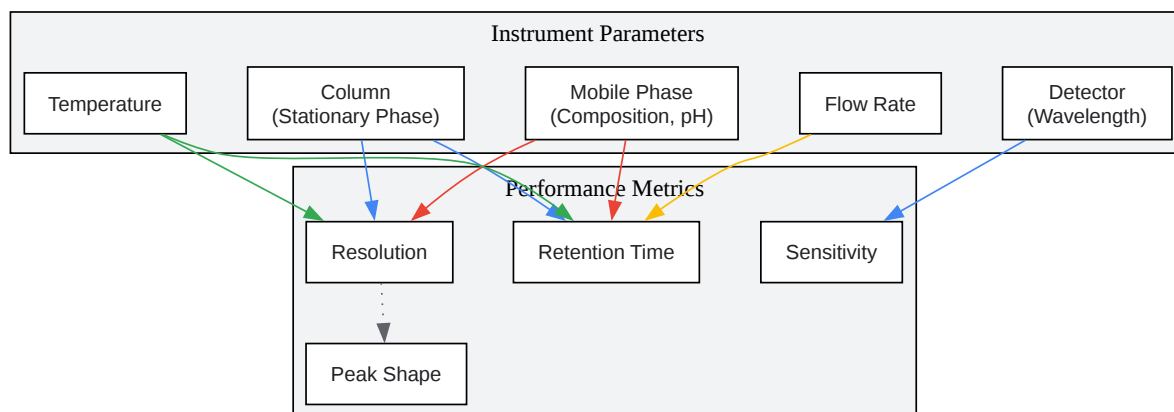 Instrument Parameters
Temperature
Column
(Stationary Phase)
Mobile Phase
(Composition, pH)
Flow Rate
Detector
(Wavelength)
Performance Metrics
Resolution
Retention Time
Sensitivity
Peak Shape